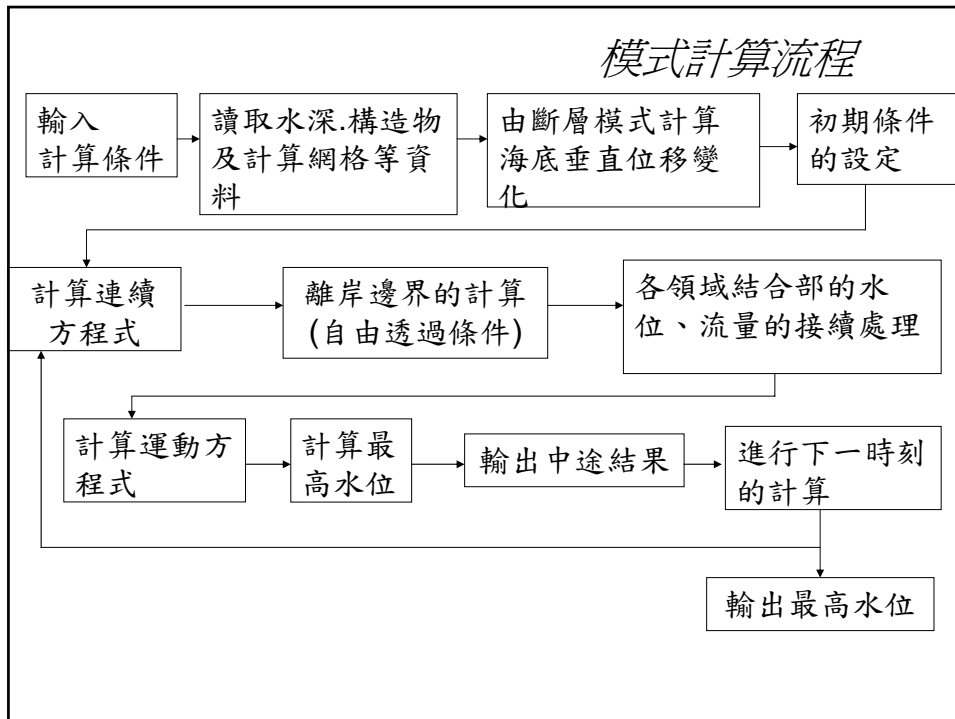 模式計算流程
輸入
計算條件
讀取水深.構造物
及計算網格等資
料
由斷層模式計算
海底垂直位移變
化
初期條件
的設定
計算連續
方程式
離岸邊界的計算
(自由透過條件)
各領域結合部的水
位、流量的接續處理
計算運動方
程式
計算最
高水位
輸出中途結果
進行下一時刻
的計算
輸出最高水位